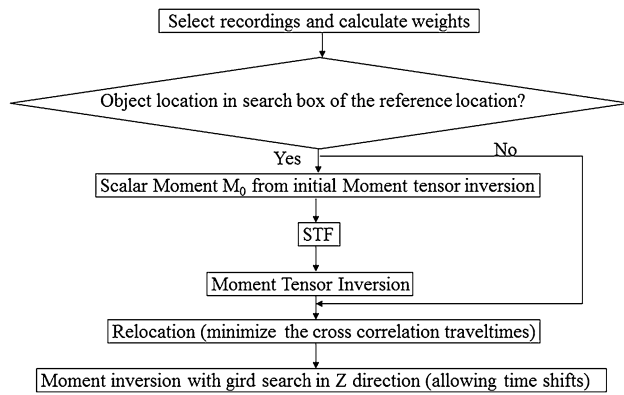 Select recordings and calculate weights
Object location in search box of the reference location?
Yes
No
Scalar Moment M₀ from initial Moment tensor inversion
STF
Moment Tensor Inversion
Relocation (minimize the cross correlation traveltimes)
Moment inversion with gird search in Z direction (allowing time shifts)